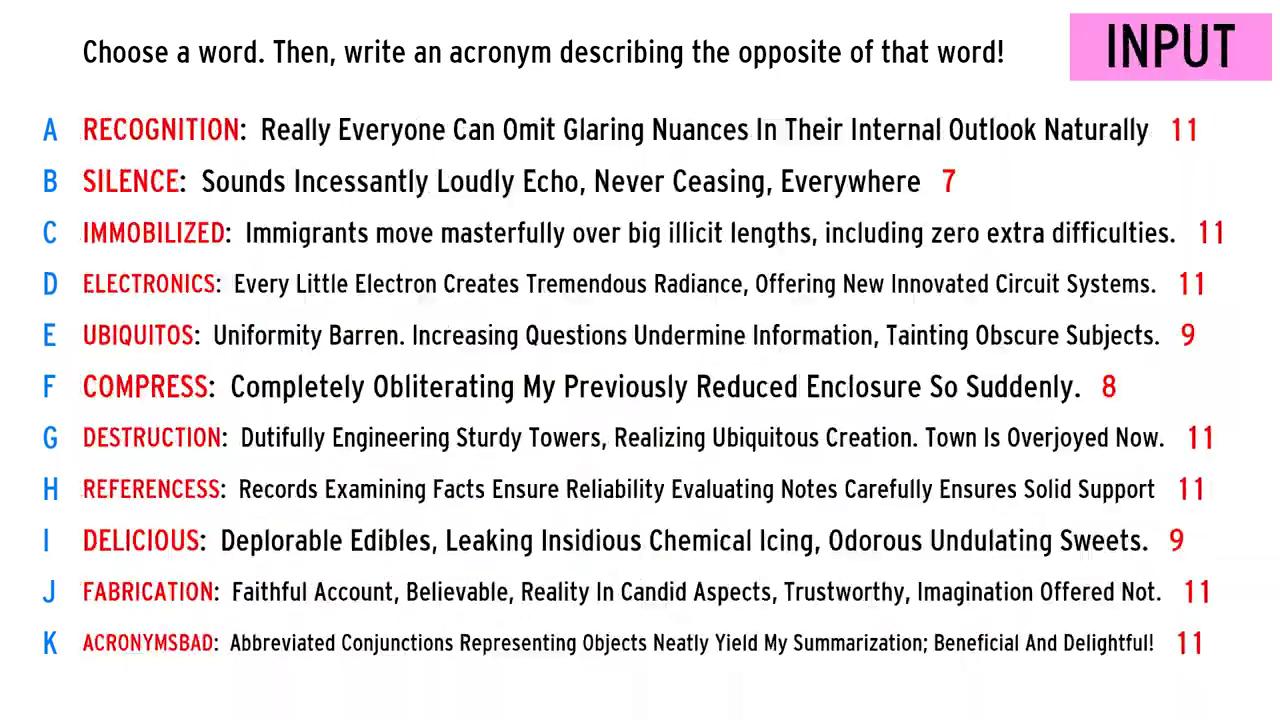 Choose a word. Then, write an acronym describing the opposite of that word!
INPUT
A RECOGNITION: Really Everyone Can Omit Glaring Nuances In Their Internal Outlook Naturally 11
B SILENCE: Sounds Incessantly Loudly Echo, Never Ceasing, Everywhere 7
C IMMOBILIZED: Immigrants move masterfully over big illicit lengths, including zero extra difficulties. 11
D ELECTRONICS: Every Little Electron Creates Tremendous Radiance, Offering New Innovated Circuit Systems. 11
E UBIQUITOS: Uniformity Barren. Increasing Questions Undermine Information, Tainting Obscure Subjects. 9
F COMPRESS: Completely Obliterating My Previously Reduced Enclosure So Suddenly. 8
G DESTRUCTION: Dutifully Engineering Sturdy Towers, Realizing Ubiquitous Creation. Town Is Overjoyed Now. 11
H REFERENCESS: Records Examining Facts Ensure Reliability Evaluating Notes Carefully Ensures Solid Support 11
I DELICIOUS: Deplorable Edibles, Leaking Insidious Chemical Icing, Odorous Undulating Sweets. 9
J FABRICATION: Faithful Account, Believable, Reality In Candid Aspects, Trustworthy, Imagination Offered Not. 11
K ACRONYMSBAD: Abbreviated Conjunctions Representing Objects Neatly Yield My Summarization; Beneficial And Delightful! 11